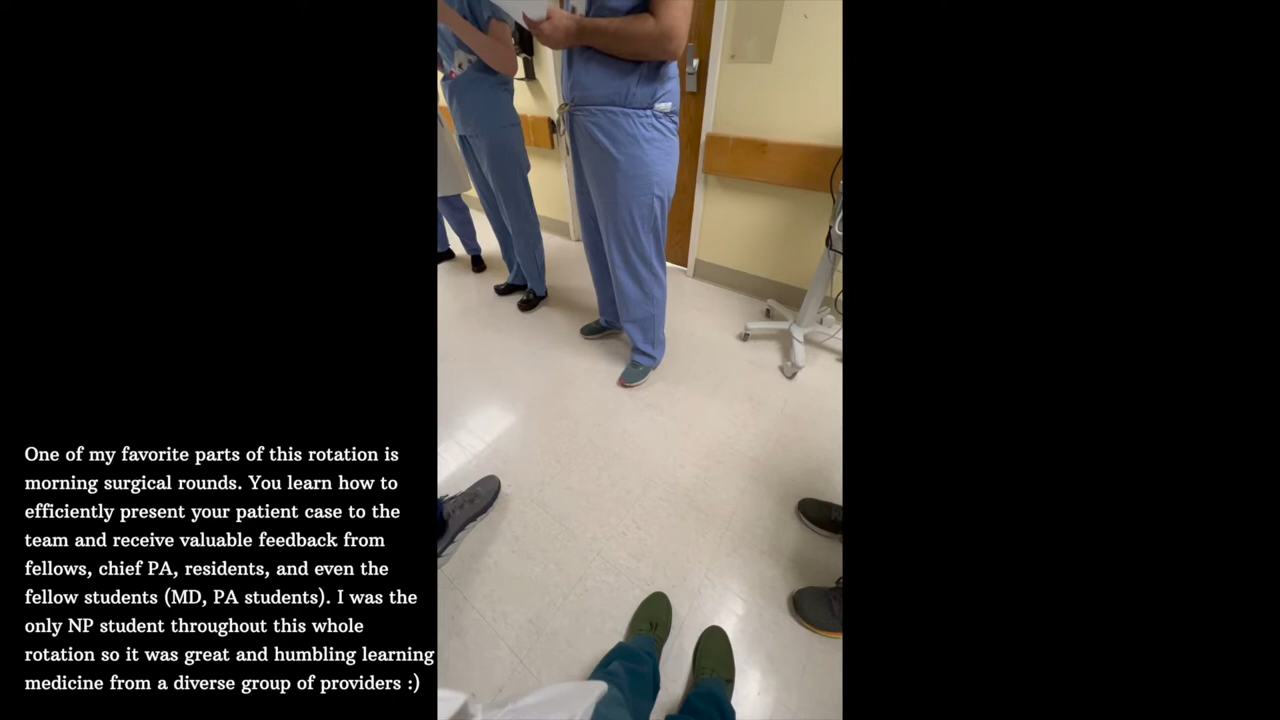 One of my favorite parts of this rotation is
morning surgical rounds. You learn how to
efficiently present your patient case to the
team and receive valuable feedback from
fellows, chief PA, residents, and even the
fellow students (MD, PA students). I was the
only NP student throughout this whole
rotation so it was great and humbling learning
medicine from a diverse group of providers :)